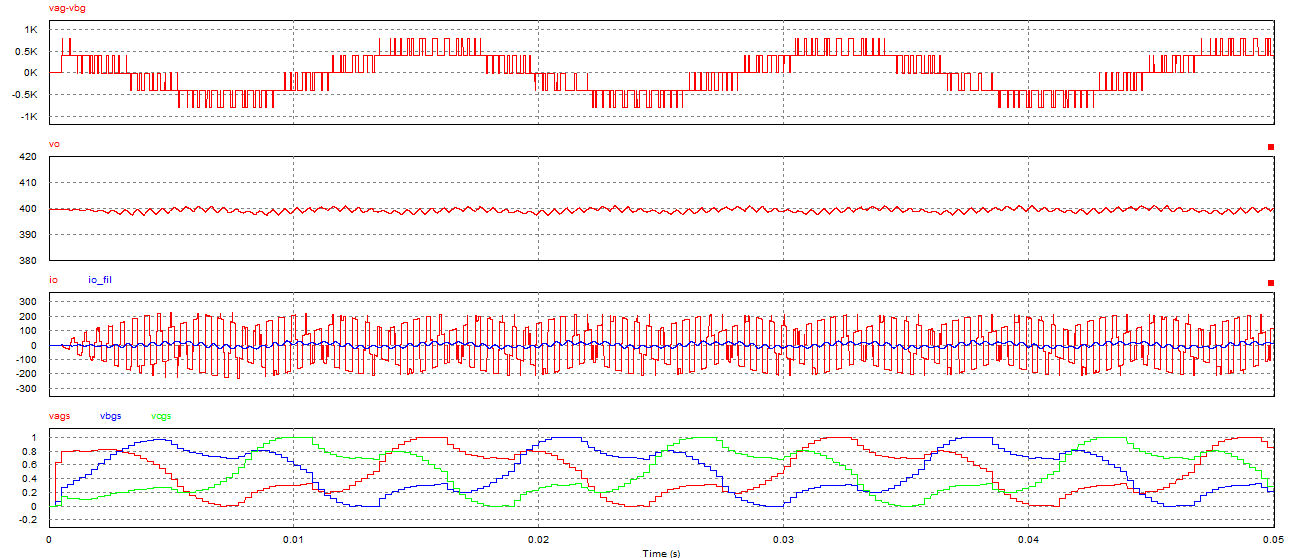 vag-vbg
1K
0.5K
0K
-0.5K
-1K
vo
420
410
400
390
380
io io_fil
300
200
100
0
-100
-200
-300
vags vbgs vcgs
1
0.8
0.6
0.4
0.2
0
-0.2
0 0.01 0.02 0.03 0.04 0.05
Time (s)